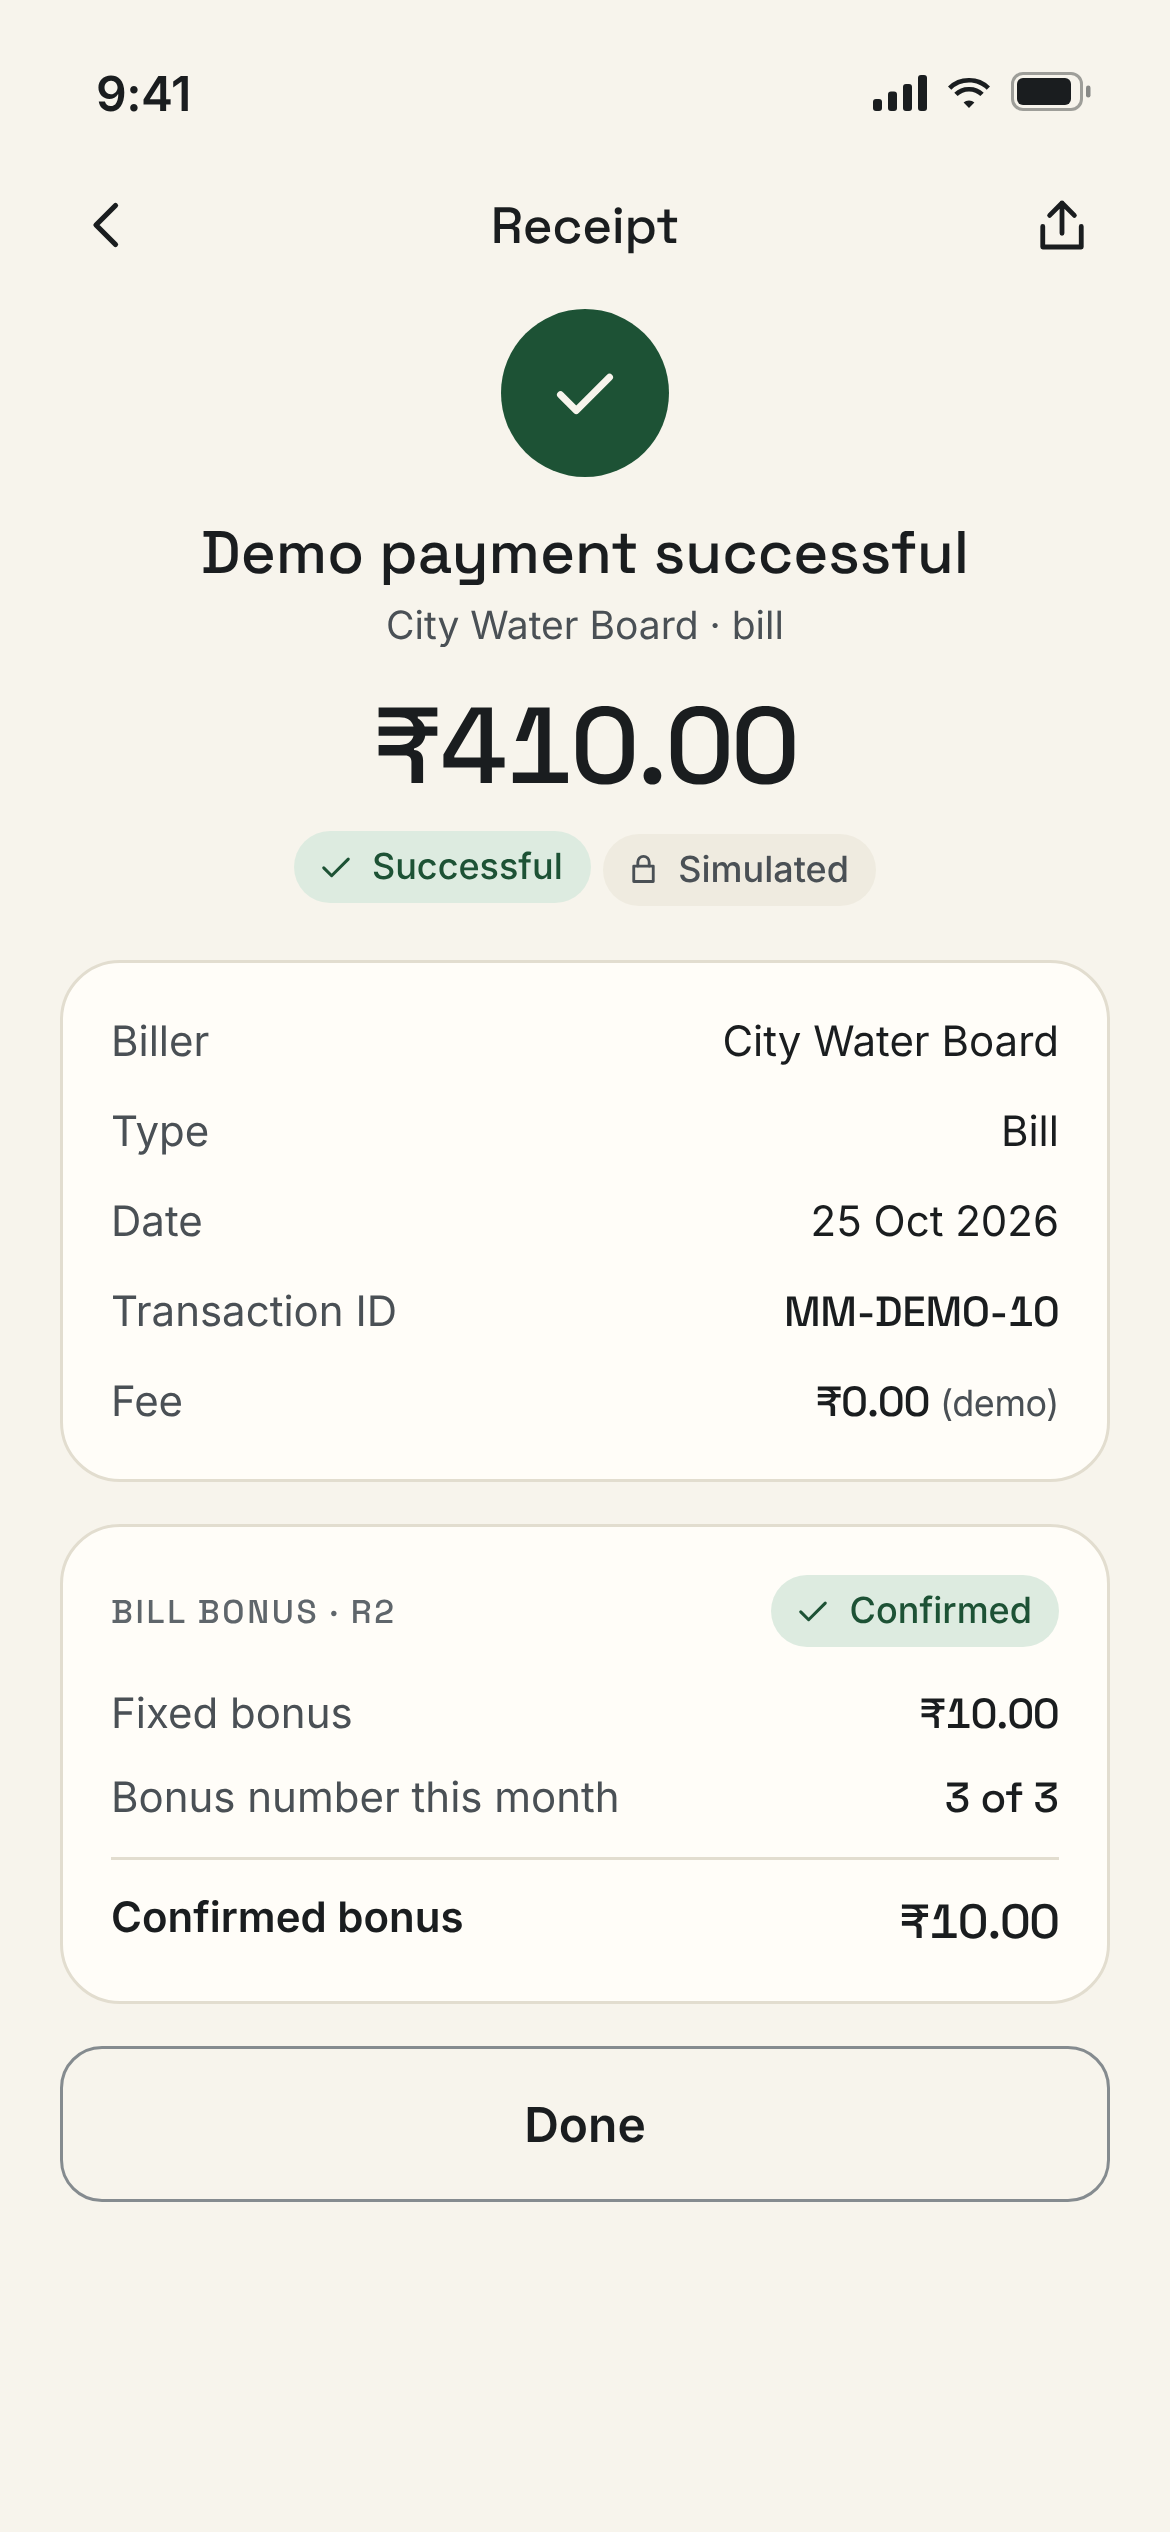 9:41
Receipt
Demo payment successful
City Water Board · bill
₹410.00
Successful Simulated
Biller City Water Board
Type Bill
Date 25 Oct 2026
Transaction ID MM-DEMO-10
Fee ₹0.00 (demo)
BILL BONUS · R2 Confirmed
Fixed bonus ₹10.00
Bonus number this month 3 of 3
Confirmed bonus ₹10.00
Done